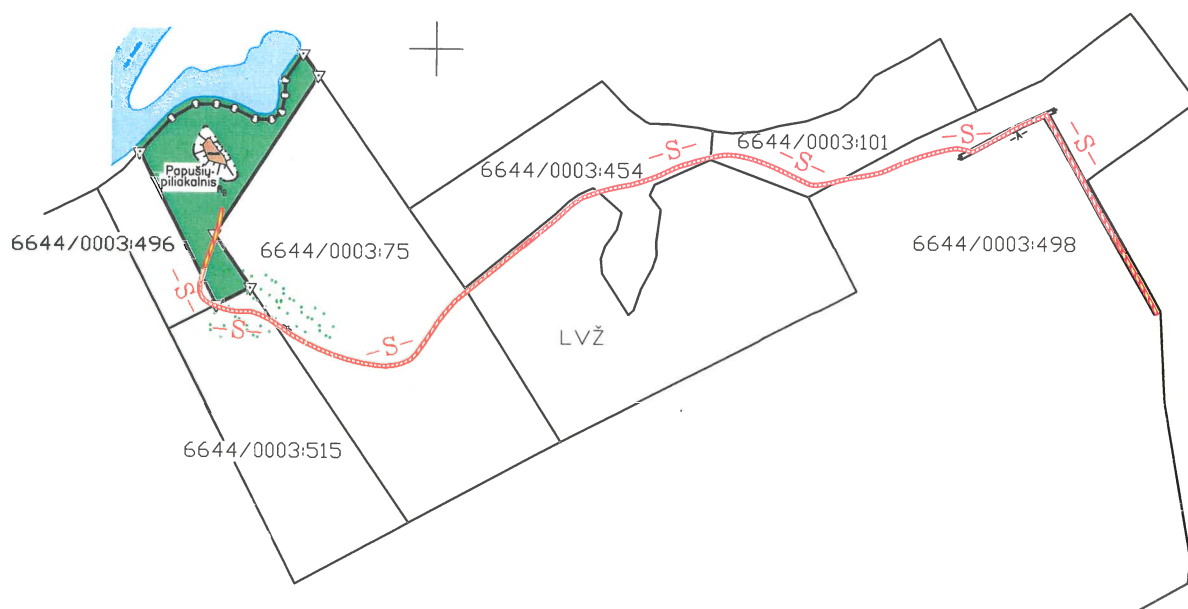 -S-
-S-
6644/0003:101
-S-
-S-
6644/0003:454
-S-
Papušių
piliakalnis
6644/0003:496
6644/0003:75
6644/0003:498
-S-
-S-
-S-
LVŽ
6644/0003:515